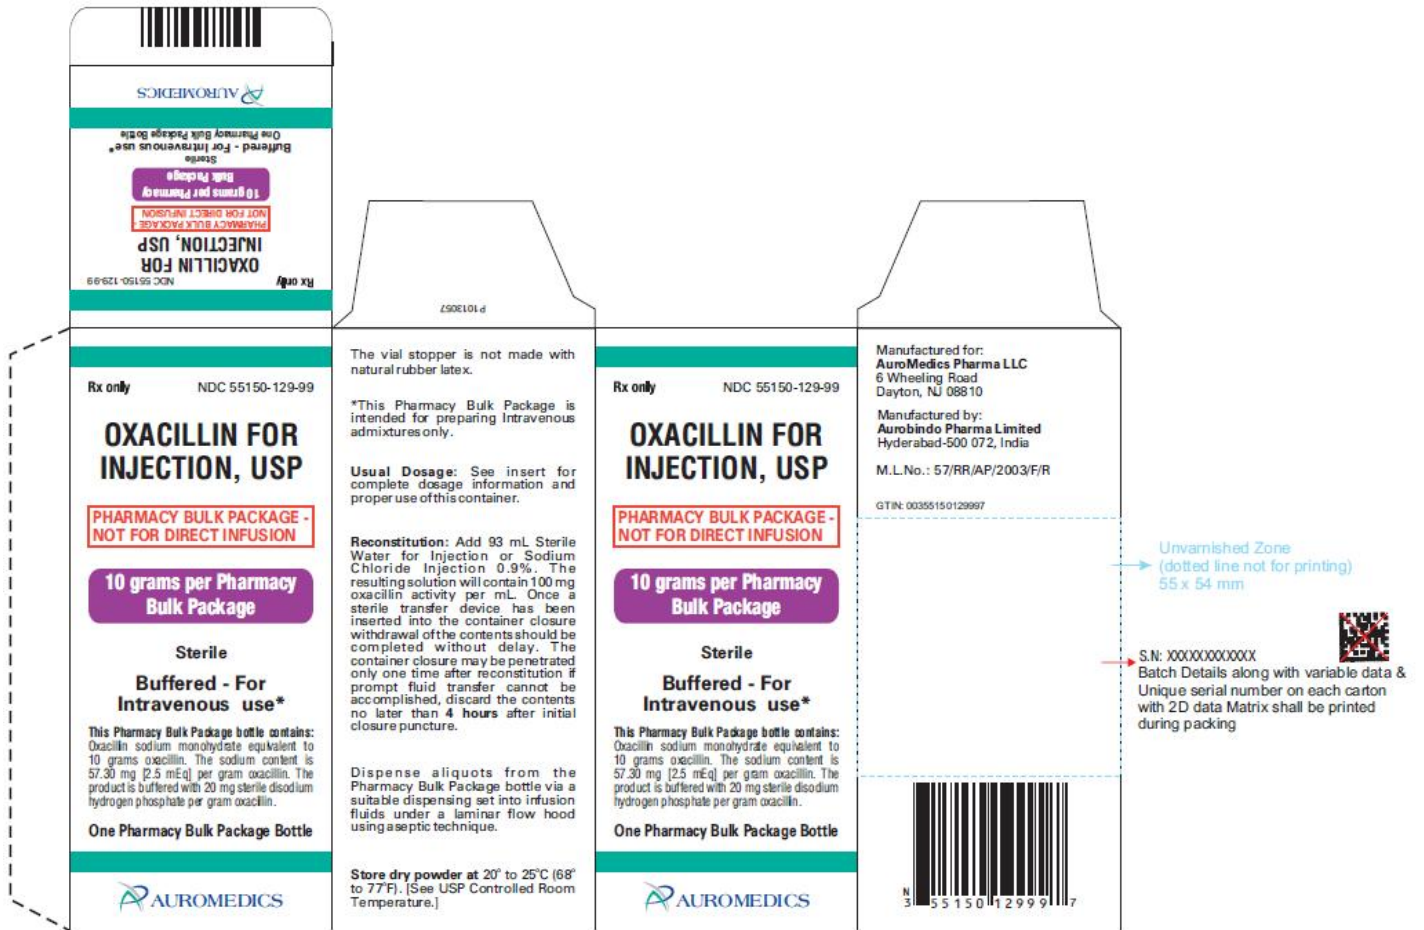 AUROMEDICS
One Pharmacy Bulk Package Bottle
Buffered - For Intravenous use*
Sterile
10 grams per Pharmacy
Bulk Package
PHARMACY BULK PACKAGE -
NOT FOR DIRECT INFUSION
OXACILLIN FOR
INJECTION, USP
Rx only NDC 55150-129-99
P1013057
Rx only NDC 55150-129-99
OXACILLIN FOR
INJECTION, USP
PHARMACY BULK PACKAGE -
NOT FOR DIRECT INFUSION
10 grams per Pharmacy
Bulk Package
Sterile
Buffered - For
Intravenous use*
This Pharmacy Bulk Package bottle contains:
Oxacillin sodium monohydrate equivalent to
10 grams oxacillin. The sodium content is
57.30 mg [2.5 mEq] per gram oxacillin. The
product is buffered with 20 mg sterile disodium
hydrogen phosphate per gram oxacillin.
One Pharmacy Bulk Package Bottle
AUROMEDICS
The vial stopper is not made with
natural rubber latex.
*This Pharmacy Bulk Package is
intended for preparing Intravenous
admixtures only.
Usual Dosage: See insert for
complete dosage information and
proper use of this container.
Reconstitution: Add 93 mL Sterile
Water for Injection or Sodium
Chloride Injection 0.9%. The
resulting solution will contain 100 mg
oxacillin activity per mL. Once a
sterile transfer device has been
inserted into the container closure
withdrawal of the contents should be
completed without delay. The
container closure may be penetrated
only one time after reconstitution if
prompt fluid transfer cannot be
accomplished, discard the contents
no later than 4 hours after initial
closure puncture.
Dispense aliquots from the
Pharmacy Bulk Package bottle via a
suitable dispensing set into infusion
fluids under a laminar flow hood
using aseptic technique.
Store dry powder at 20° to 25°C (68°
to 77°F). [See USP Controlled Room
Temperature.]
Rx only NDC 55150-129-99
OXACILLIN FOR
INJECTION, USP
PHARMACY BULK PACKAGE -
NOT FOR DIRECT INFUSION
10 grams per Pharmacy
Bulk Package
Sterile
Buffered - For
Intravenous use*
This Pharmacy Bulk Package bottle contains:
Oxacillin sodium monohydrate equivalent to
10 grams oxacillin. The sodium content is
57.30 mg [2.5 mEq] per gram oxacillin. The
product is buffered with 20 mg sterile disodium
hydrogen phosphate per gram oxacillin.
One Pharmacy Bulk Package Bottle
AUROMEDICS
Manufactured for:
AuroMedics Pharma LLC
6 Wheeling Road
Dayton, NJ 08810
Manufactured by:
Aurobindo Pharma Limited
Hyderabad-500 072, India
M.L.No.: 57/RR/AP/2003/F/R
GTIN: 00355150129997
Unvarnished Zone
(dotted line not for printing)
55 x 54 mm
S.N: XXXXXXXXXXXX
Batch Details along with variable data &
Unique serial number on each carton
with 2D data Matrix shall be printed
during packing
N
3 55150 12999 7